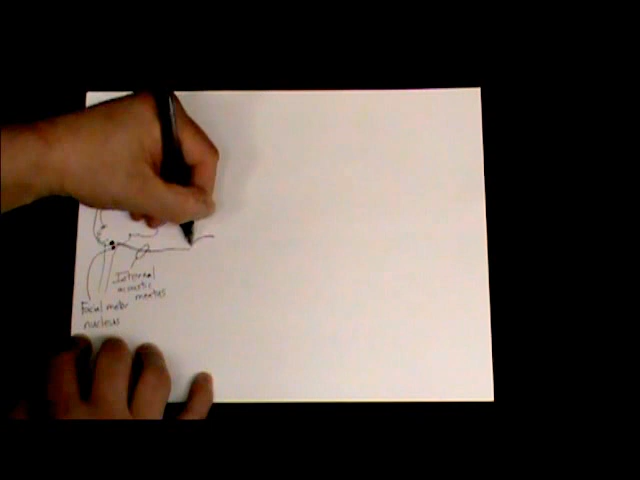 Internal
acoustic
meatus
Facial motor
nucleus